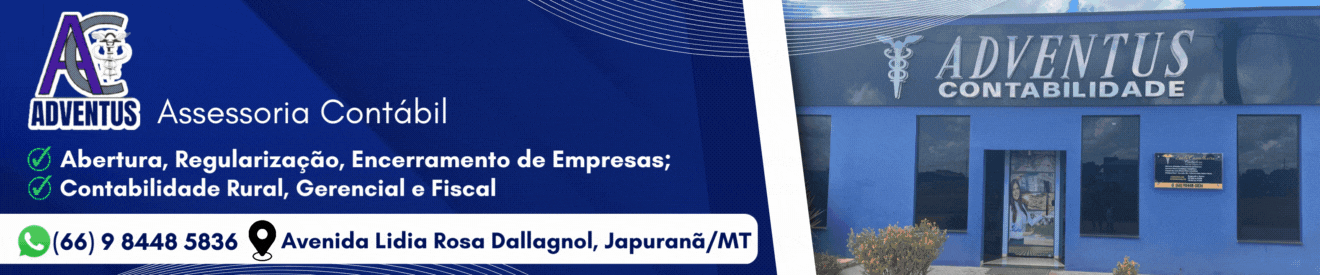 AC
ADVENTUS
Assessoria Contábil
Abertura, Regularização, Encerramento de Empresas;
Contabilidade Rural, Gerencial e Fiscal
(66) 9 8448 5836
Avenida Lidia Rosa Dallagnol, Japuranã/MT
ADVENTUS
CONTABILIDADE